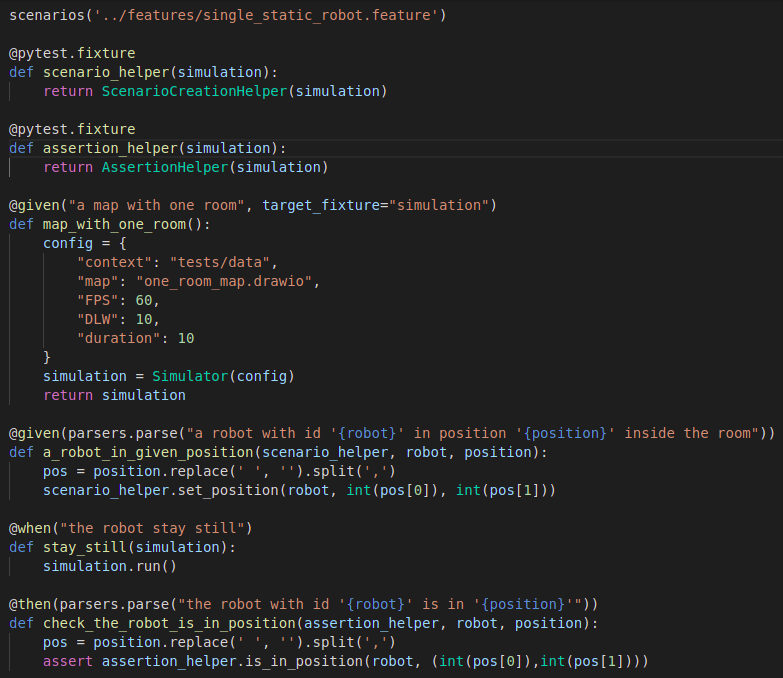 scenarios('../features/single_static_robot.feature')
@pytest.fixture
def scenario_helper(simulation):
    return ScenarioCreationHelper(simulation)
@pytest.fixture
def assertion_helper(simulation):
    return AssertionHelper(simulation)
@given("a map with one room", target_fixture="simulation")
def map_with_one_room():
    config = {
        "context": "tests/data",
        "map": "one_room_map.drawio",
        "FPS": 60,
        "DLW": 10,
        "duration": 10
    }
    simulation = Simulator(config)
    return simulation
@given(parsers.parse("a robot with id '{robot}' in position '{position}' inside the room"))
def a_robot_in_given_position(scenario_helper, robot, position):
    pos = position.replace(' ', '').split(',')
    scenario_helper.set_position(robot, int(pos[0]), int(pos[1]))
@when("the robot stay still")
def stay_still(simulation):
    simulation.run()
@then(parsers.parse("the robot with id '{robot}' is in '{position}'"))
def check_the_robot_is_in_position(assertion_helper, robot, position):
    pos = position.replace(' ', '').split(',')
    assert assertion_helper.is_in_position(robot, (int(pos[0]),int(pos[1])))